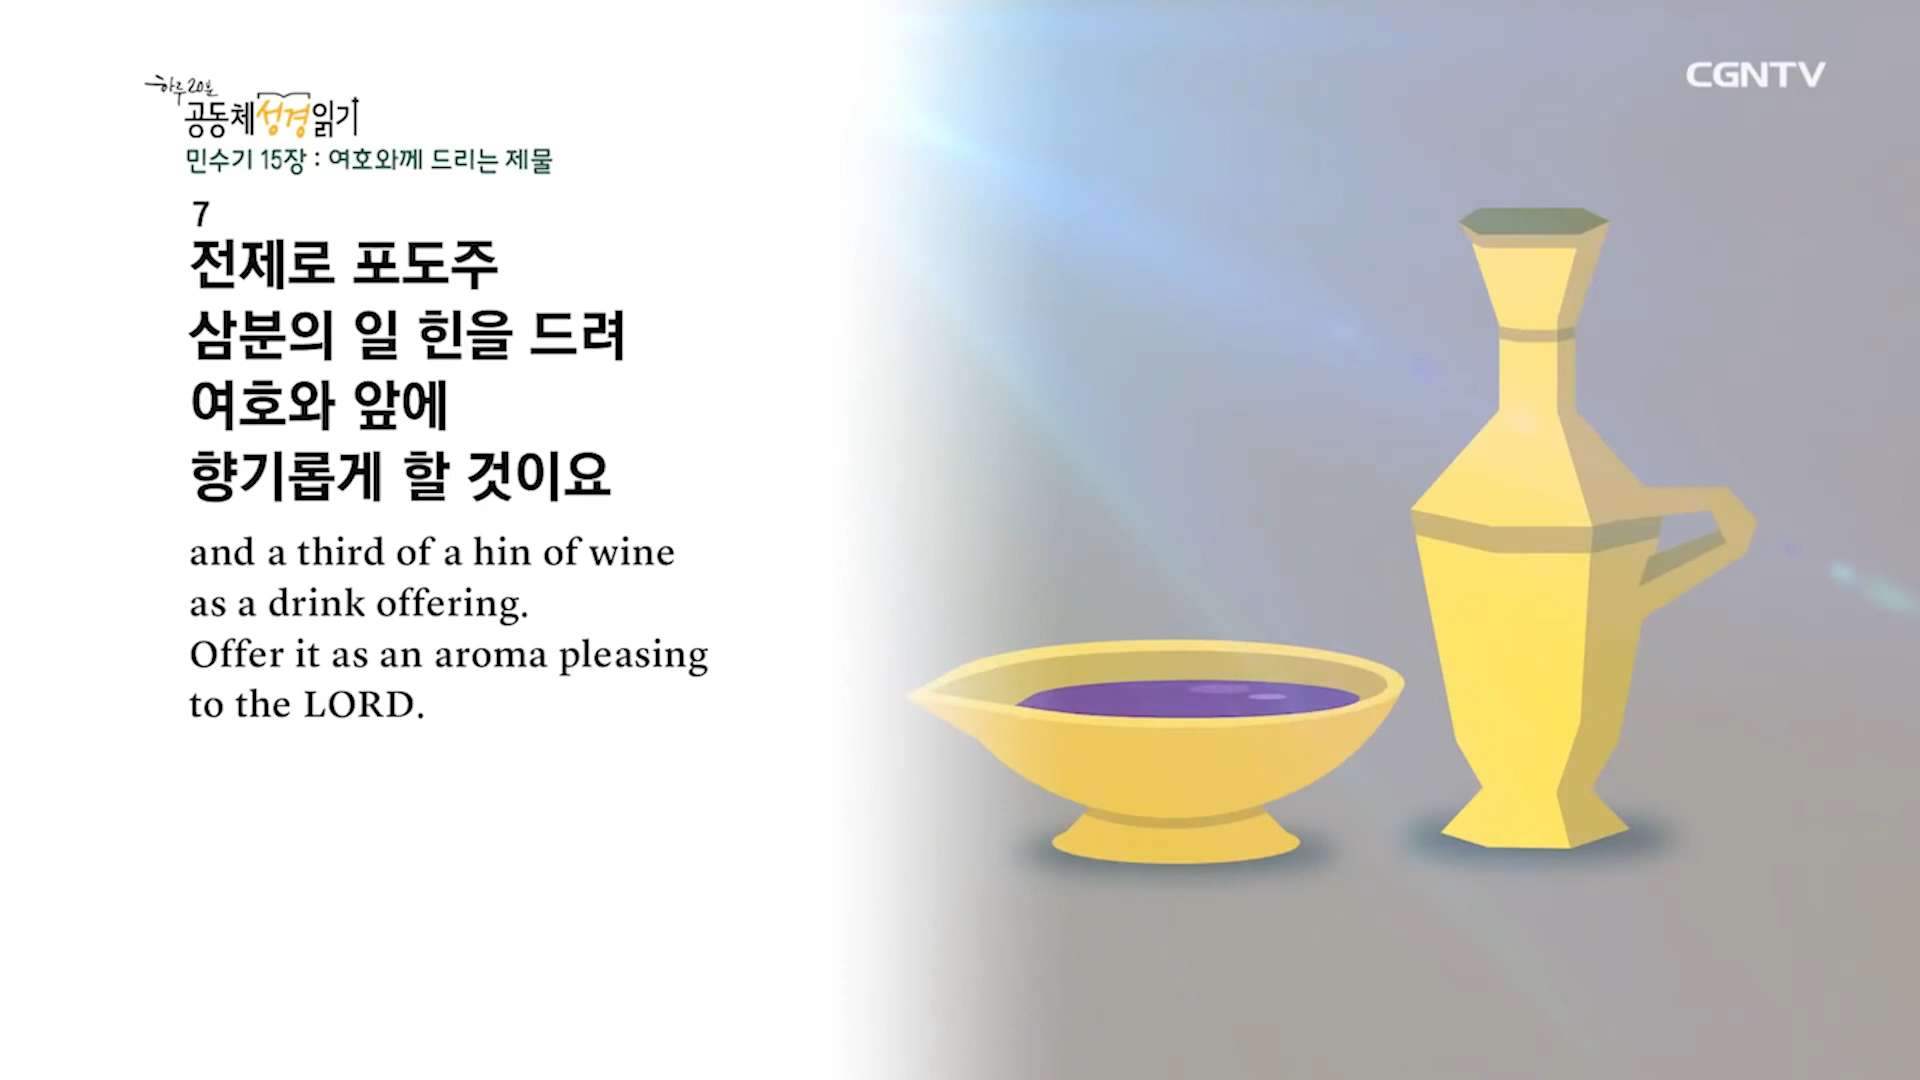 하루 20분
공동체성경읽기
CGNTV
민수기 15장 : 여호와께 드리는 제물
7
전제로 포도주
삼분의 일 힌을 드려
여호와 앞에
향기롭게 할 것이요
and a third of a hin of wine
as a drink offering.
Offer it as an aroma pleasing
to the LORD.